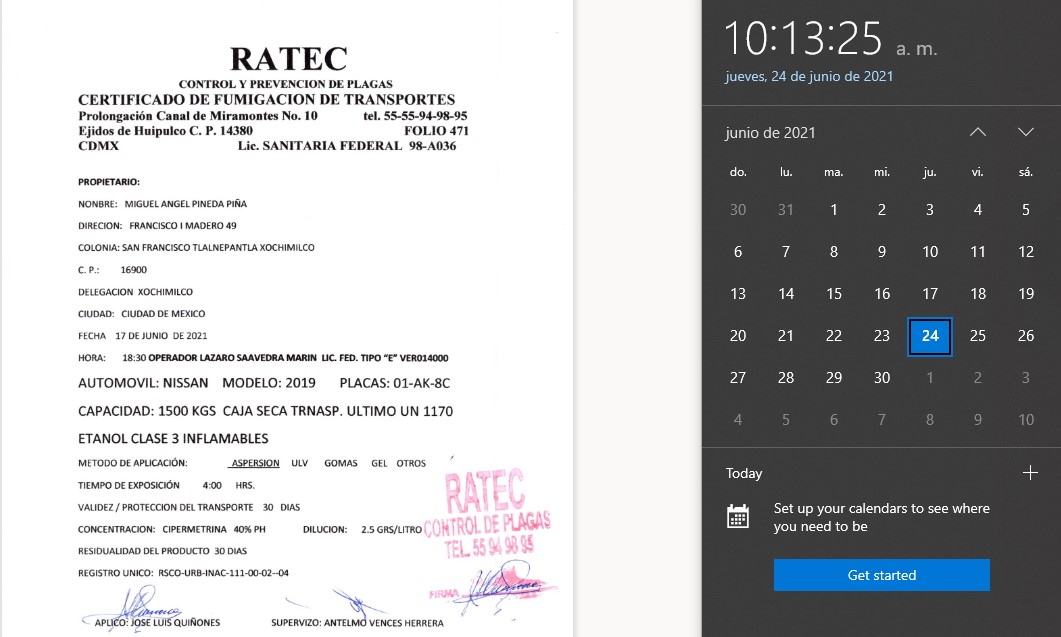 RATEC
CONTROL Y PREVENCION DE PLAGAS
CERTIFICADO DE FUMIGACION DE TRANSPORTES
Prolongación Canal de Miramontes No. 10 tel. 55-55-94-98-95
Ejidos de Huipulco C. P. 14380 FOLIO 471
CDMX Lic. SANITARIA FEDERAL 98-A036
PROPIETARIO:
NOMBRE: MIGUEL ANGEL PINEDA PIÑA
DIRECION: FRANCISCO I MADERO 49
COLONIA: SAN FRANCISCO TLALNEPANTLA XOCHIMILCO
C. P.: 16900
DELEGACION XOCHIMILCO
CIUDAD: CIUDAD DE MEXICO
FECHA 17 DE JUNIO DE 2021
HORA: 18:30 OPERADOR LAZARO SAAVEDRA MARIN LIC. FED. TIPO “E” VER014000
AUTOMOVIL: NISSAN MODELO: 2019 PLACAS: 01-AK-8C
CAPACIDAD: 1500 KGS CAJA SECA TRNASP. ULTIMO UN 1170
ETANOL CLASE 3 INFLAMABLES
METODO DE APLICACIÓN: ASPERSION ULV GOMAS GEL OTROS
TIEMPO DE EXPOSICIÓN 4:00 HRS.
VALIDEZ / PROTECCION DEL TRANSPORTE 30 DIAS
CONCENTRACION: CIPERMETRINA 40% PH DILUCION: 2.5 GRS/LITRO
RESIDUALIDAD DEL PRODUCTO 30 DIAS
REGISTRO UNICO: RSCO-URB-INAC-111-00-02--04
RATEC
CONTROL DE PLAGAS
TEL. 55 94 98 95
FIRMA
APLICO: JOSE LUIS QUIÑONES SUPERVIZO: ANTELMO VENCES HERRERA
10:13:25 a. m.
jueves, 24 de junio de 2021
junio de 2021
do. lu. ma. mi. ju. vi. sá.
30 31 1 2 3 4 5
6 7 8 9 10 11 12
13 14 15 16 17 18 19
20 21 22 23 24 25 26
27 28 29 30 1 2 3
4 5 6 7 8 9 10
Today
Set up your calendars to see where
you need to be
Get started